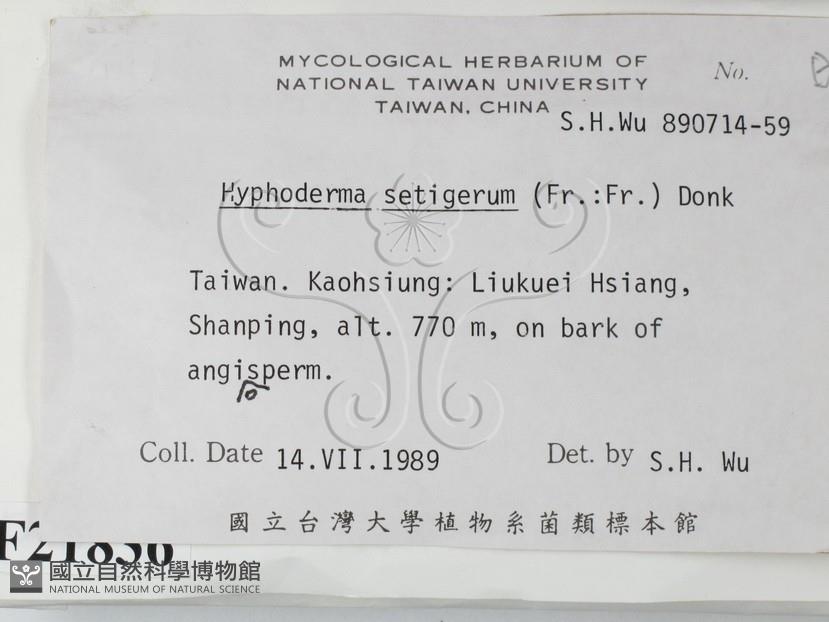 MYCOLOGICAL HERBARIUM OF
NATIONAL TAIWAN UNIVERSITY
TAIWAN, CHINA
No.
S.H.Wu 890714-59
Hyphoderma setigerum (Fr.:Fr.) Donk
Taiwan. Kaohsiung: Liukuei Hsiang,
Shanping, alt. 770 m, on bark of
angisperm.
o
Coll. Date 14.VII.1989
Det. by S.H. Wu
國立台灣大學植物系菌類標本館
國立自然科學博物館
NATIONAL MUSEUM OF NATURAL SCIENCE